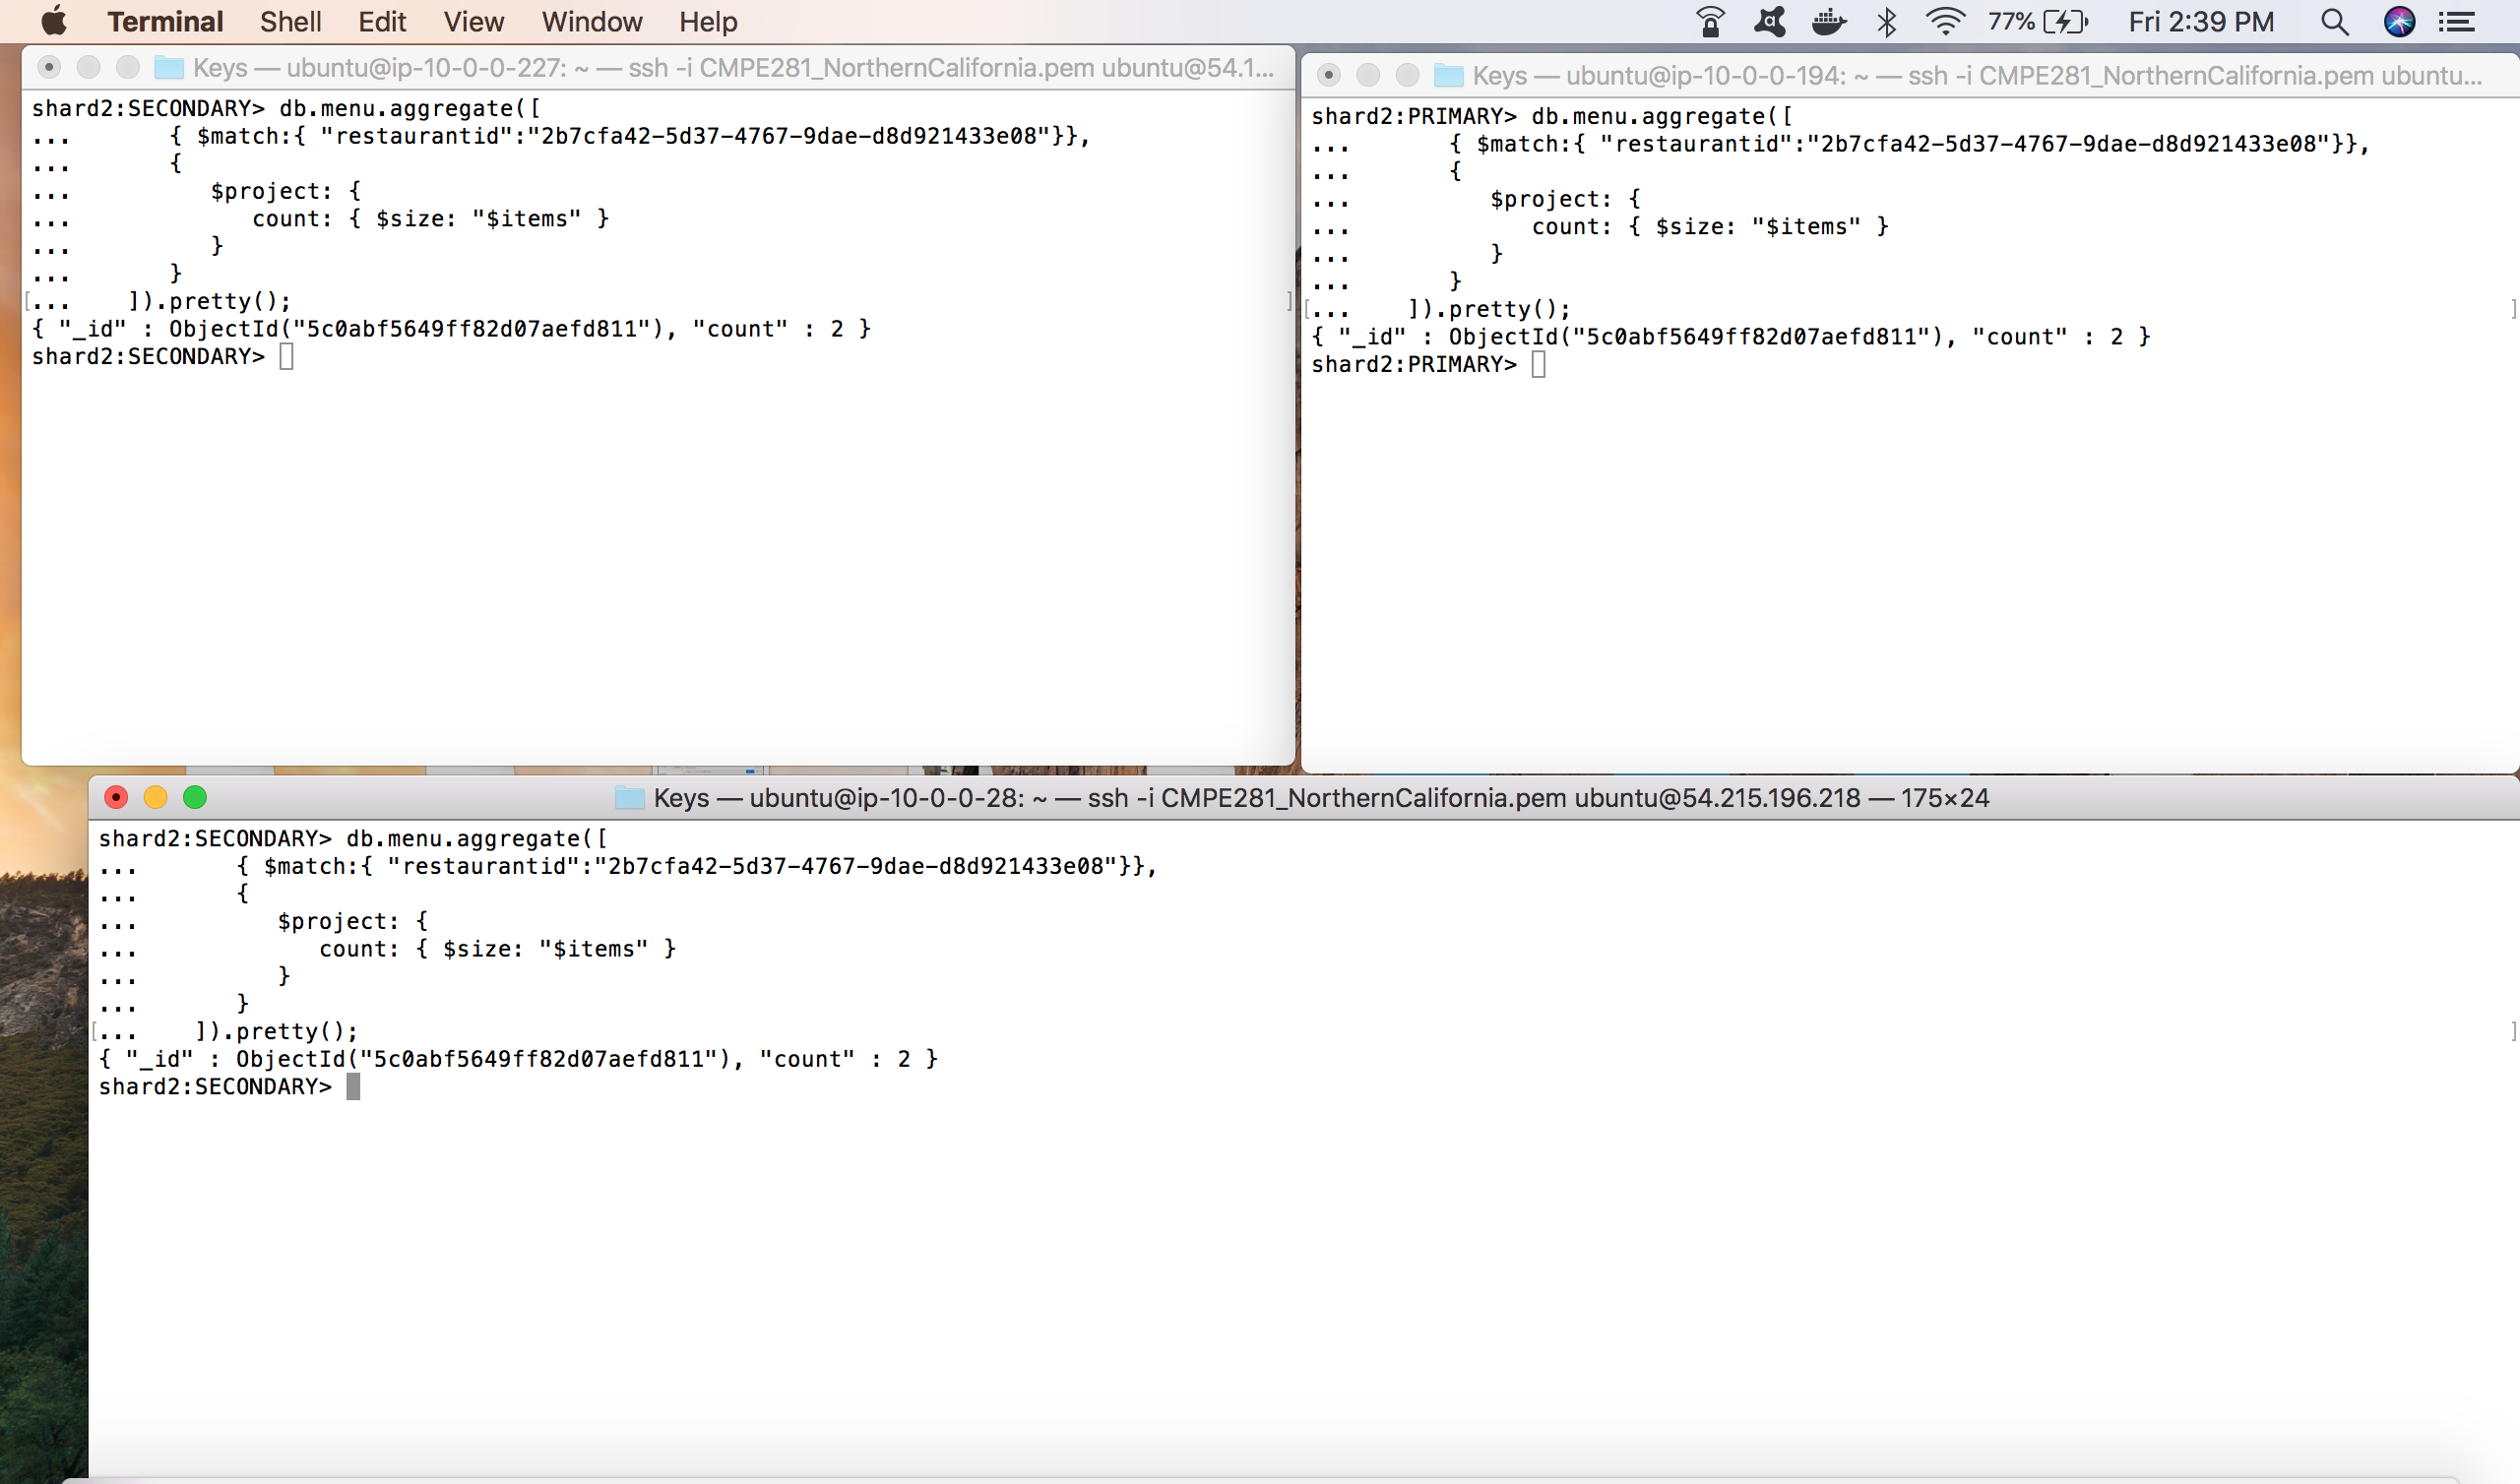 Terminal Shell Edit View Window Help 77% Fri 2:39 PM
Keys — ubuntu@ip-10-0-0-227: ~ — ssh -i CMPE281_NorthernCalifornia.pem ubuntu@54.1...
shard2:SECONDARY> db.menu.aggregate([
...       { $match:{ "restaurantid":"2b7cfa42-5d37-4767-9dae-d8d921433e08"}},
...       {
...          $project: {
...             count: { $size: "$items" }
...          }
...       }
[...    ]).pretty(); ]
{ "_id" : ObjectId("5c0abf5649ff82d07aefd811"), "count" : 2 }
shard2:SECONDARY>
Keys — ubuntu@ip-10-0-0-194: ~ — ssh -i CMPE281_NorthernCalifornia.pem ubuntu...
shard2:PRIMARY> db.menu.aggregate([
...       { $match:{ "restaurantid":"2b7cfa42-5d37-4767-9dae-d8d921433e08"}},
...       {
...          $project: {
...             count: { $size: "$items" }
...          }
...       }
[...    ]).pretty(); ]
{ "_id" : ObjectId("5c0abf5649ff82d07aefd811"), "count" : 2 }
shard2:PRIMARY>
Keys — ubuntu@ip-10-0-0-28: ~ — ssh -i CMPE281_NorthernCalifornia.pem ubuntu@54.215.196.218 — 175×24
shard2:SECONDARY> db.menu.aggregate([
...       { $match:{ "restaurantid":"2b7cfa42-5d37-4767-9dae-d8d921433e08"}},
...       {
...          $project: {
...             count: { $size: "$items" }
...          }
...       }
[...    ]).pretty(); ]
{ "_id" : ObjectId("5c0abf5649ff82d07aefd811"), "count" : 2 }
shard2:SECONDARY>